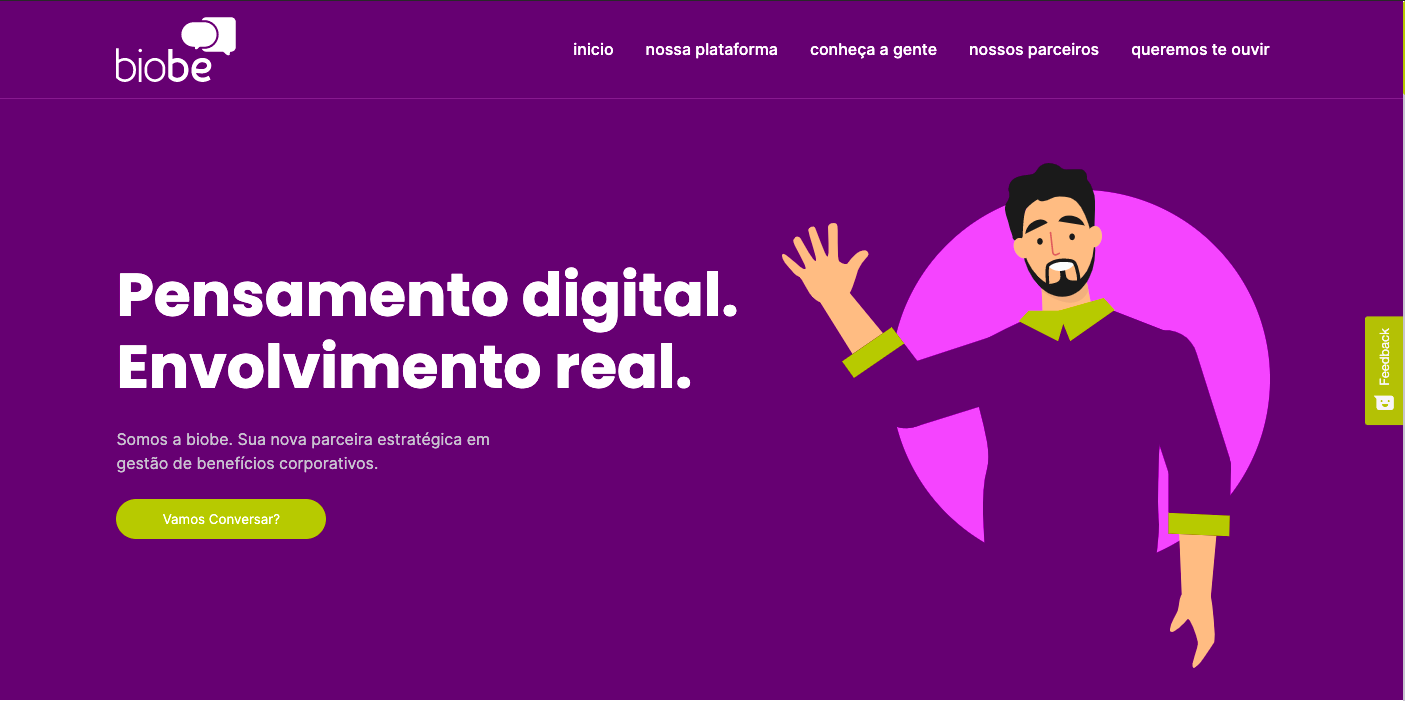 biobe
inicio
nossa plataforma
conheça a gente
nossos parceiros
queremos te ouvir
Pensamento digital.
Envolvimento real.
Somos a biobe. Sua nova parceira estratégica em
gestão de benefícios corporativos.
Vamos Conversar?
Feedback